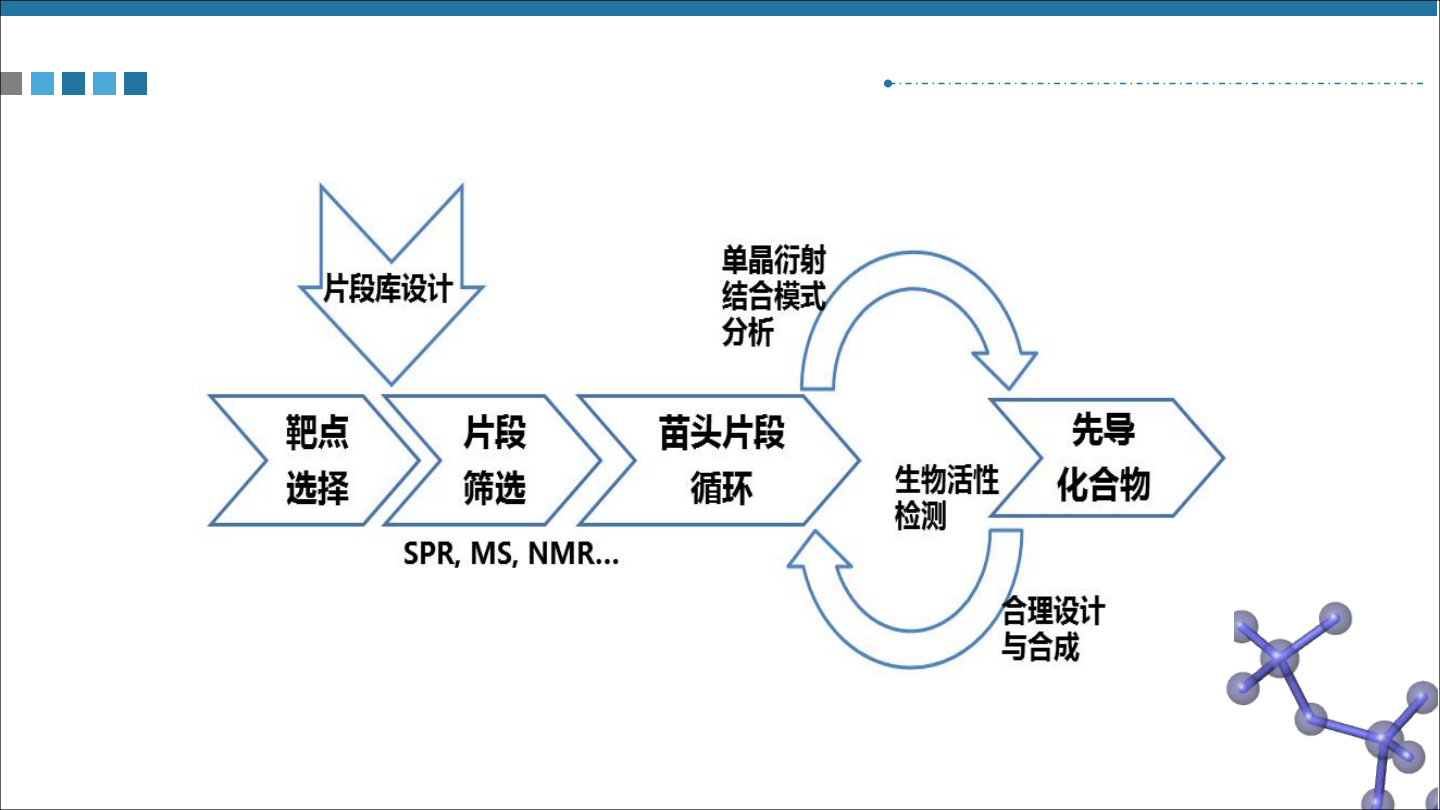 片段库设计
单晶衍射
结合模式
分析
靶点
选择
片段
筛选
苗头片段
循环
先导
化合物
生物活性
检测
SPR, MS, NMR...
合理设计
与合成